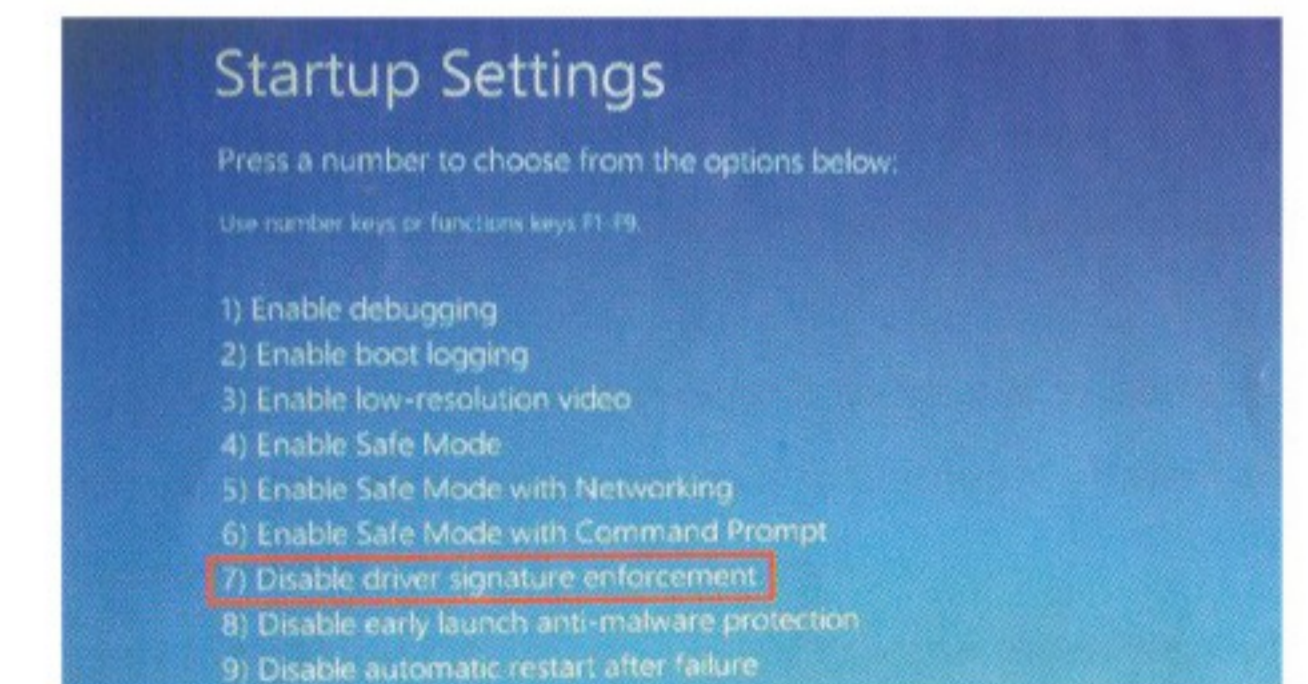 Startup Settings
Press a number to choose from the options below:
Use number keys or functions keys F1-F9.
1) Enable debugging
2) Enable boot logging
3) Enable low-resolution video
4) Enable Safe Mode
5) Enable Safe Mode with Networking
6) Enable Safe Mode with Command Prompt
7) Disable driver signature enforcement
8) Disable early launch anti-malware protection
9) Disable automatic restart after failure